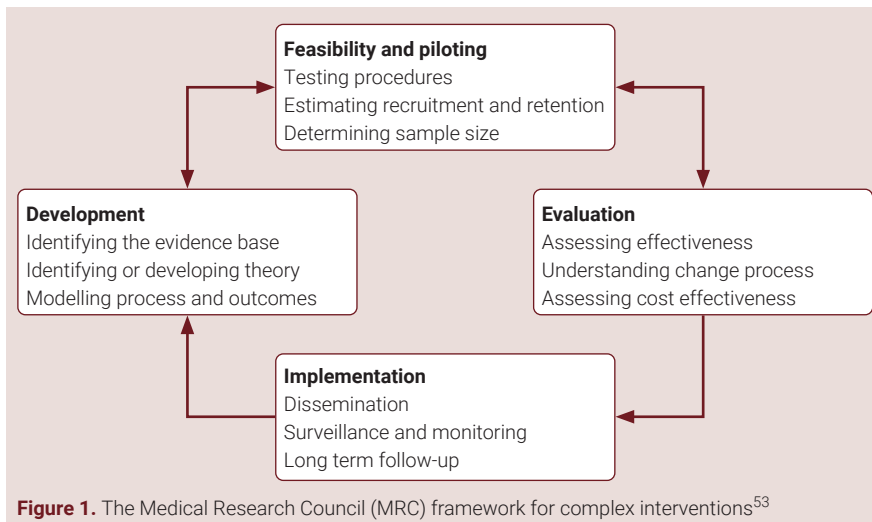 Feasibility and piloting
Testing procedures
Estimating recruitment and retention
Determining sample size
Development
Identifying the evidence base
Identifying or developing theory
Modelling process and outcomes
Evaluation
Assessing effectiveness
Understanding change process
Assessing cost effectiveness
Implementation
Dissemination
Surveillance and monitoring
Long term follow-up
Figure 1. The Medical Research Council (MRC) framework for complex interventions53